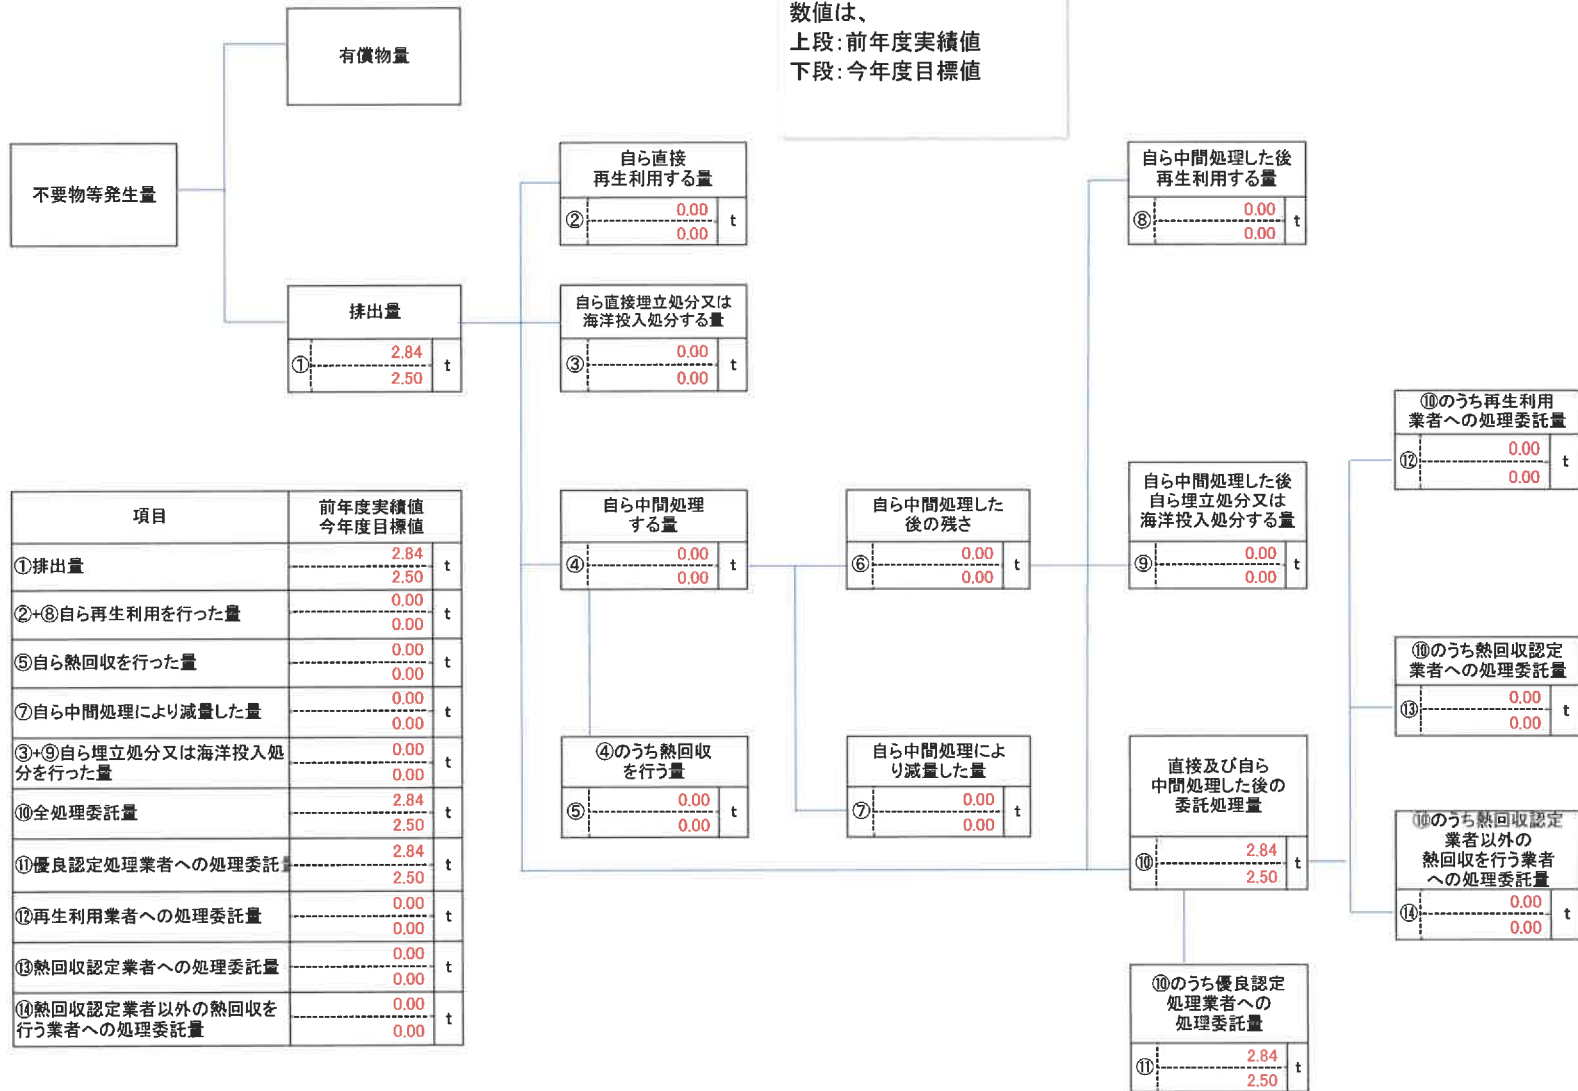 数値は、
上段:前年度実績値
下段:今年度目標値
有償物量
不要物等発生量
排出量
① 2.84 t
2.50
自ら直接
再生利用する量
② 0.00 t
0.00
自ら直接埋立処分又は
海洋投入処分する量
③ 0.00 t
0.00
自ら中間処理
する量
④ 0.00 t
0.00
④のうち熱回収
を行う量
⑤ 0.00 t
0.00
自ら中間処理した
後の残さ
⑥ 0.00 t
0.00
自ら中間処理によ
り減量した量
⑦ 0.00 t
0.00
自ら中間処理した後
再生利用する量
⑧ 0.00 t
0.00
自ら中間処理した後
自ら埋立処分又は
海洋投入処分する量
⑨ 0.00 t
0.00
直接及び自ら
中間処理した後の
委託処理量
⑩ 2.84 t
2.50
⑩のうち優良認定
処理業者への
処理委託量
⑪ 2.84 t
2.50
⑩のうち再生利用
業者への処理委託量
⑫ 0.00 t
0.00
⑩のうち熱回収認定
業者への処理委託量
⑬ 0.00 t
0.00
⑩のうち熱回収認定
業者以外の
熱回収を行う業者
への処理委託量
⑭ 0.00 t
0.00
項目 前年度実績値
今年度目標値
①排出量 2.84 t
2.50
②+⑧自ら再生利用を行った量 0.00 t
0.00
⑤自ら熱回収を行った量 0.00 t
0.00
⑦自ら中間処理により減量した量 0.00 t
0.00
③+⑨自ら埋立処分又は海洋投入処 0.00 t
分を行った量 0.00
⑩全処理委託量 2.84 t
2.50
⑪優良認定処理業者への処理委託 2.84 t
2.50
⑫再生利用業者への処理委託量 0.00 t
0.00
⑬熱回収認定業者への処理委託量 0.00 t
0.00
⑭熱回収認定業者以外の熱回収を 0.00 t
行う業者への処理委託量 0.00